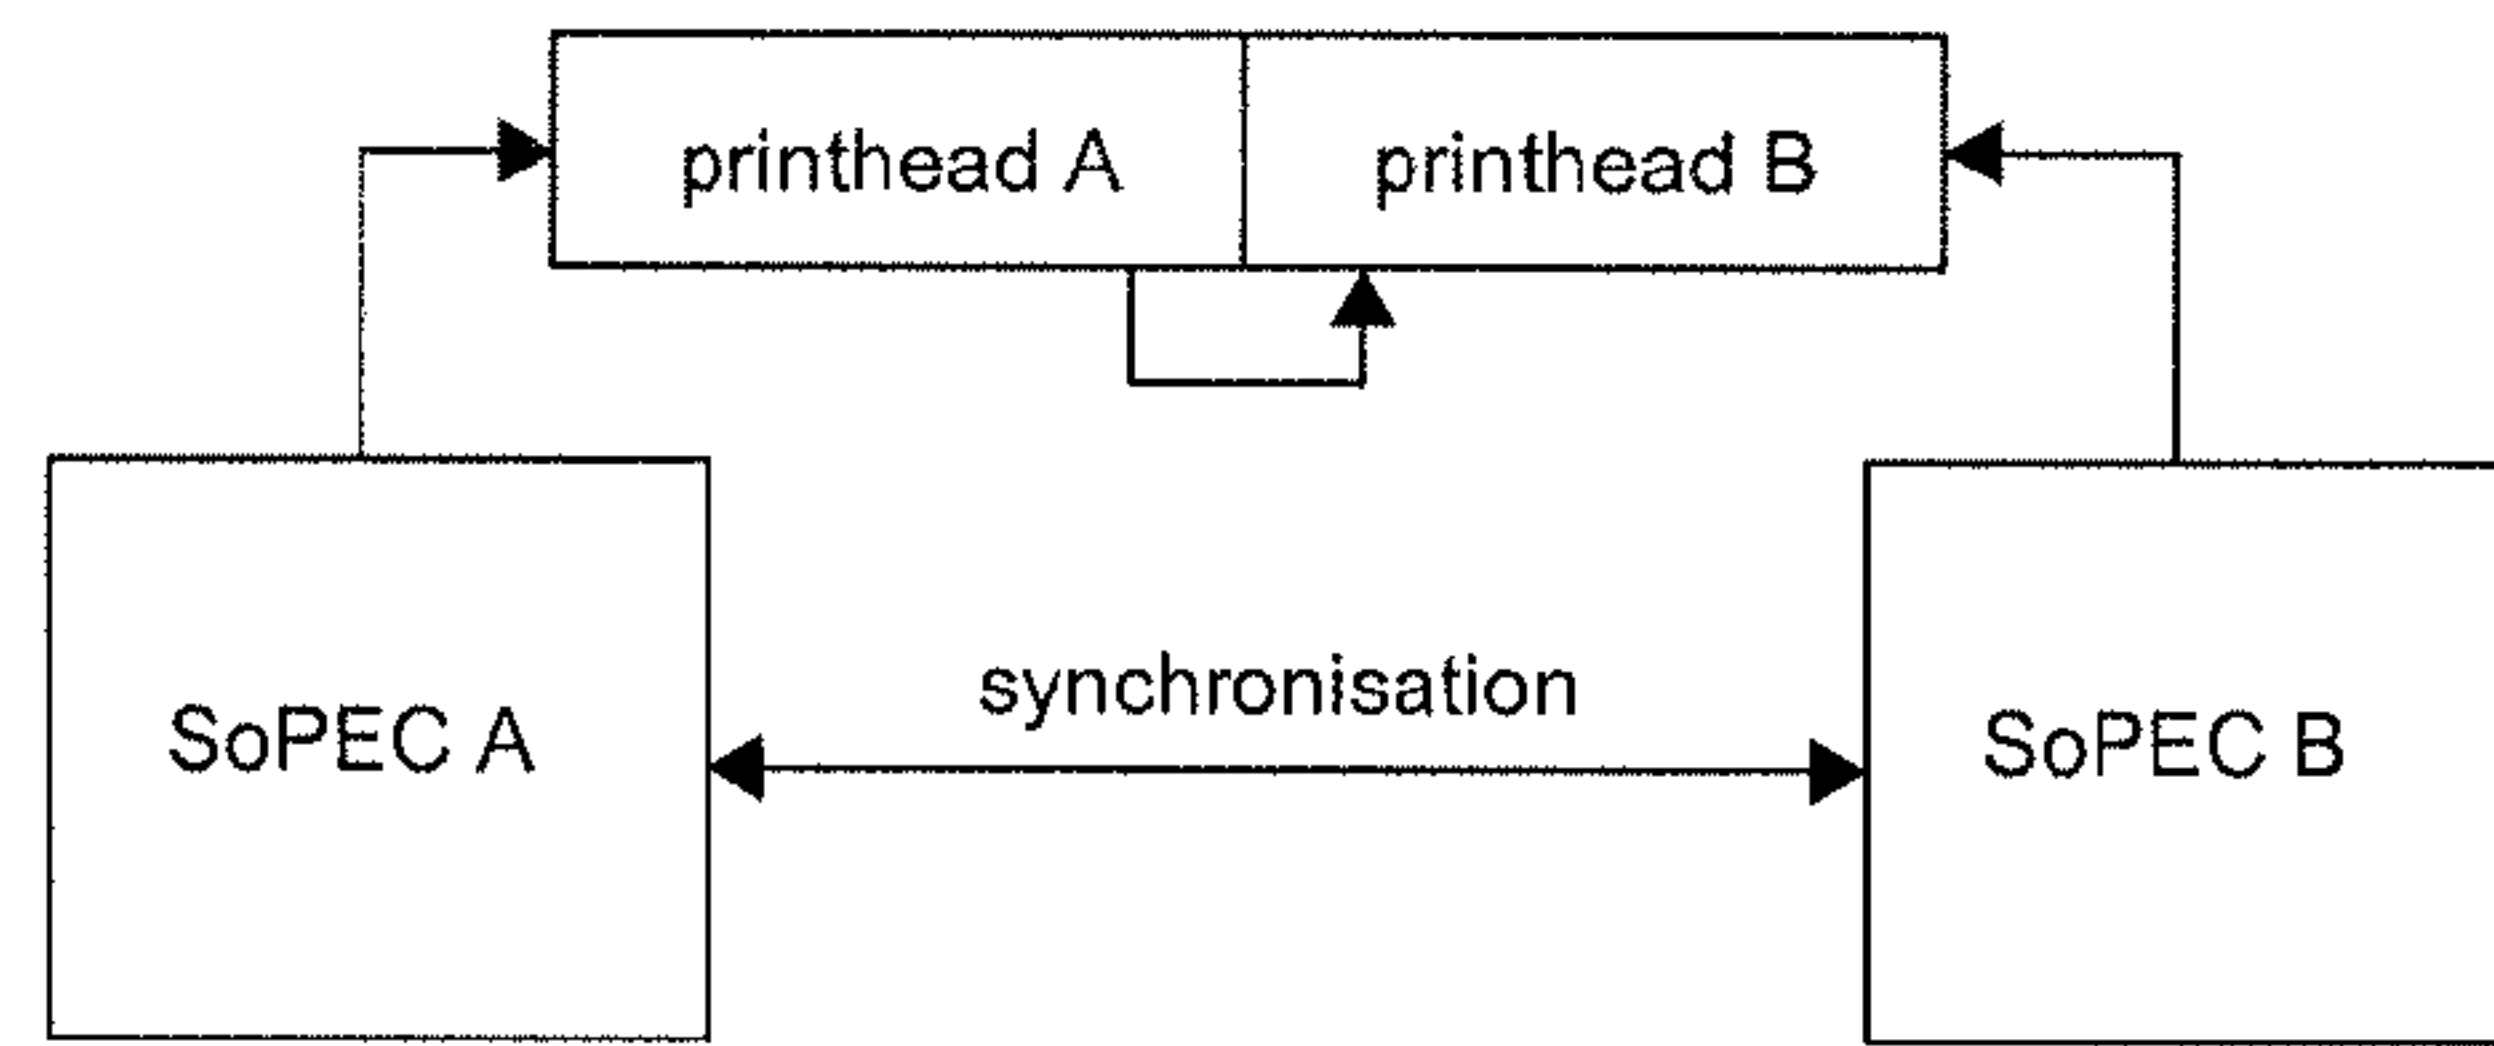 printhead A
printhead B
synchronisation
SoPEC A
SoPEC B